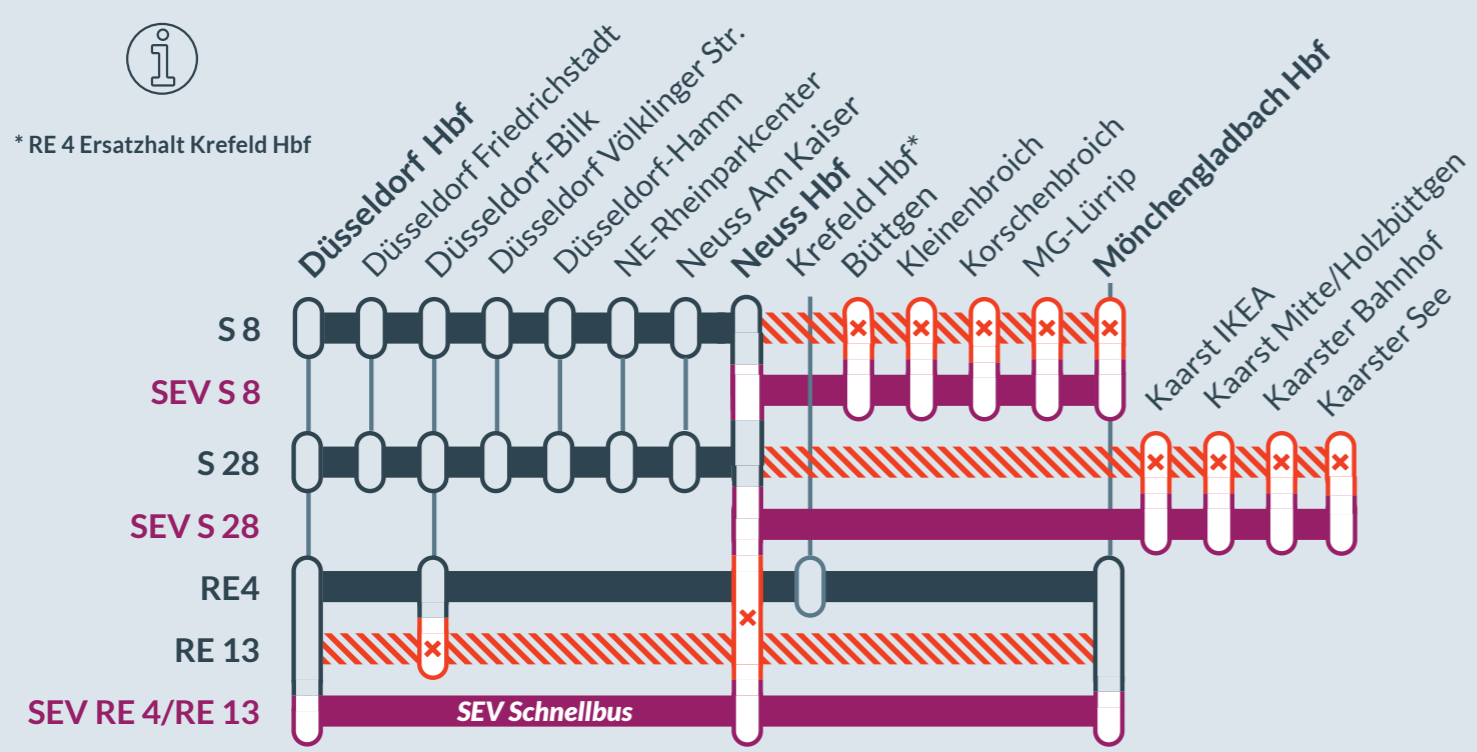 * RE 4 Ersatzhalt Krefeld Hbf
Düsseldorf Hbf
Düsseldorf Friedrichstadt
Düsseldorf-Bilk
Düsseldorf Völklinger Str.
Düsseldorf-Hamm
NE-Rheinparkcenter
Neuss Am Kaiser
Neuss Hbf
Krefeld Hbf*
Büttgen
Kleinenbroich
Korschenbroich
MG-Lürrip
Mönchengladbach Hbf
Kaarst IKEA
Kaarst Mitte/Holzbüttgen
Kaarster Bahnhof
Kaarster See
S 8
SEV S 8
S 28
SEV S 28
RE4
RE 13
SEV RE 4/RE 13
SEV Schnellbus